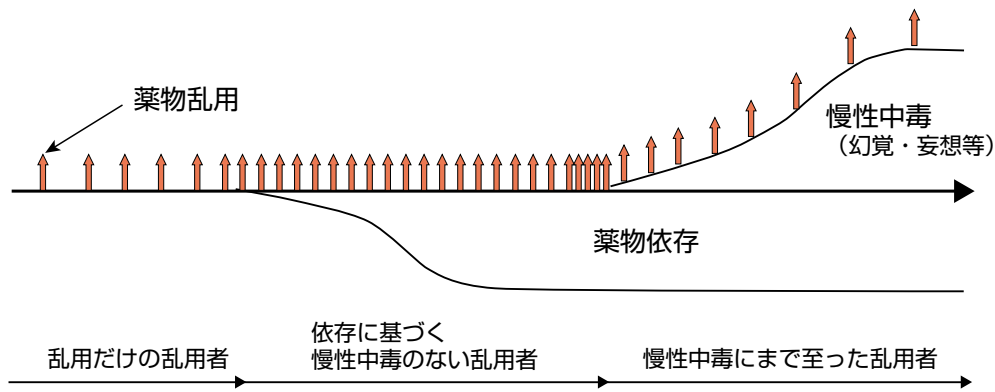 薬物乱用
慢性中毒
（幻覚・妄想等）
薬物依存
乱用だけの乱用者
依存に基づく
慢性中毒のない乱用者
慢性中毒にまで至った乱用者